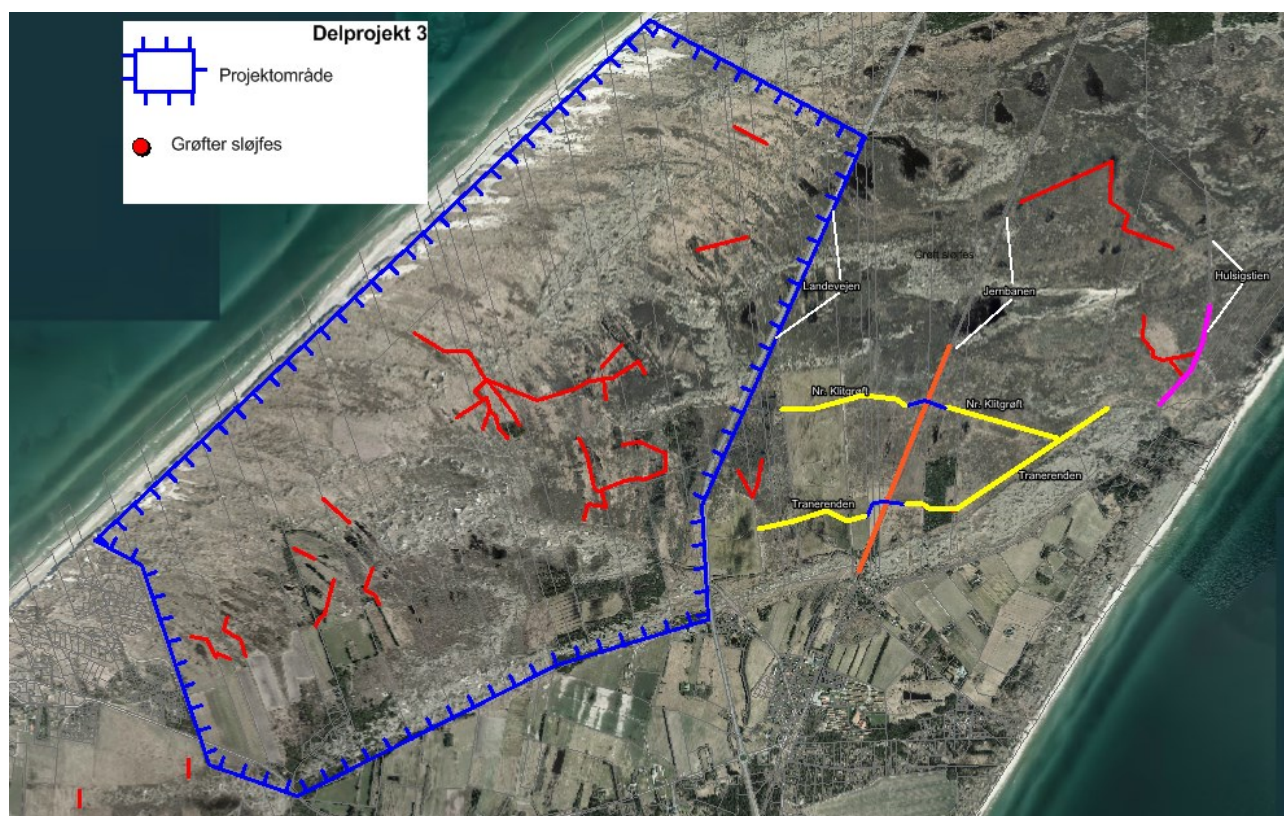 Delprojekt 3
Projektområde
Grøfter sløjfes
Grøft sløjfes
Landevejen
Jernbanen
Hulsigstien
Nr. Klitgrøft
Nr. Klitgrøft
Tranerenden
Tranerenden